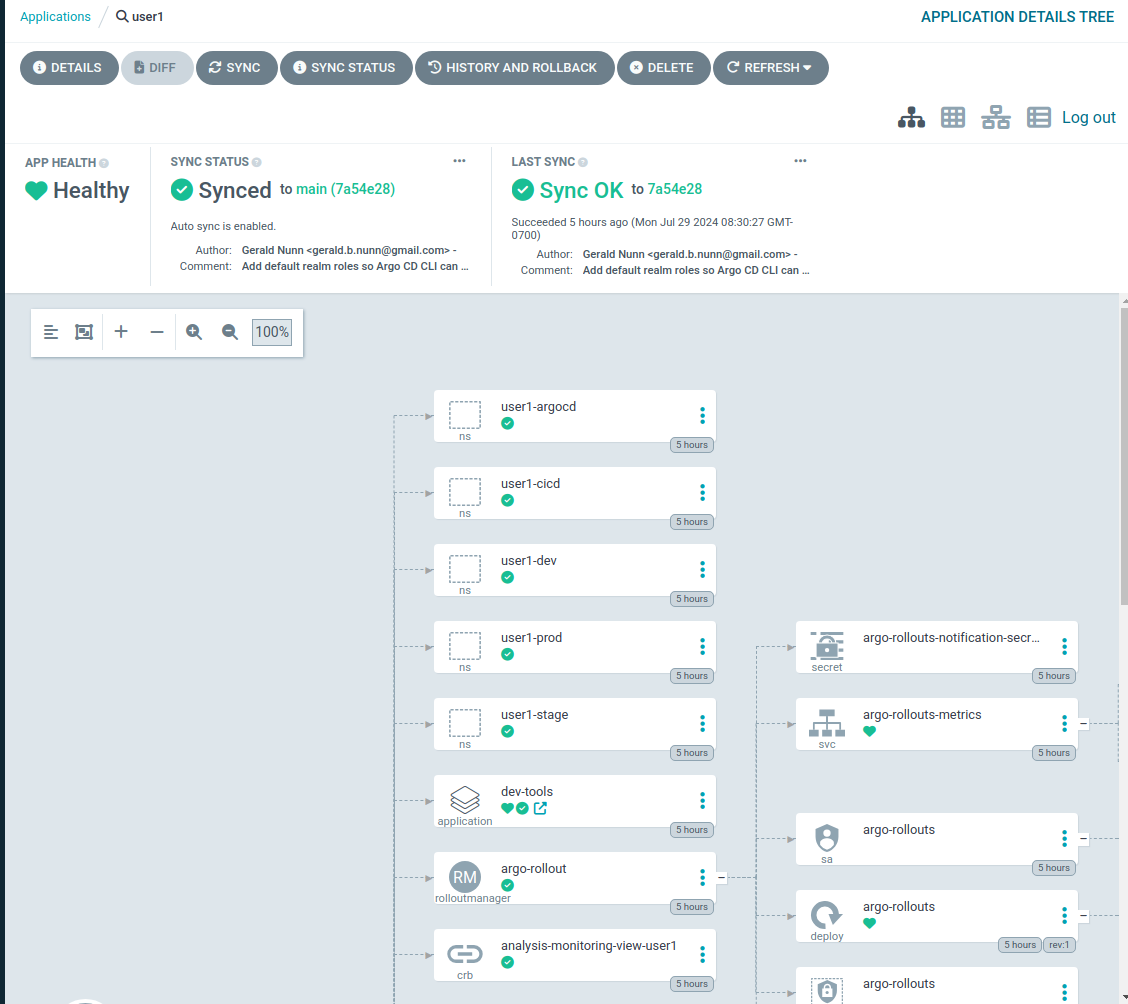 Applications / user1
APPLICATION DETAILS TREE
DETAILS
DIFF
SYNC
SYNC STATUS
HISTORY AND ROLLBACK
DELETE
REFRESH
Log out
APP HEALTH
Healthy
SYNC STATUS
Synced to main (7a54e28)
Auto sync is enabled.
Author: Gerald Nunn <gerald.b.nunn@gmail.com> -
Comment: Add default realm roles so Argo CD CLI can ...
LAST SYNC
Sync OK to 7a54e28
Succeeded 5 hours ago (Mon Jul 29 2024 08:30:27 GMT-
0700)
Author: Gerald Nunn <gerald.b.nunn@gmail.com> -
Comment: Add default realm roles so Argo CD CLI can ...
100%
user1-argocd
ns
5 hours
user1-cicd
ns
5 hours
user1-dev
ns
5 hours
user1-prod
ns
5 hours
user1-stage
ns
5 hours
dev-tools
application
5 hours
RM
argo-rollout
rolloutmanager
5 hours
analysis-monitoring-view-user1
crb
5 hours
argo-rollouts-notification-secr...
secret
5 hours
argo-rollouts-metrics
svc
5 hours
argo-rollouts
sa
5 hours
argo-rollouts
deploy
5 hours
rev:1
argo-rollouts